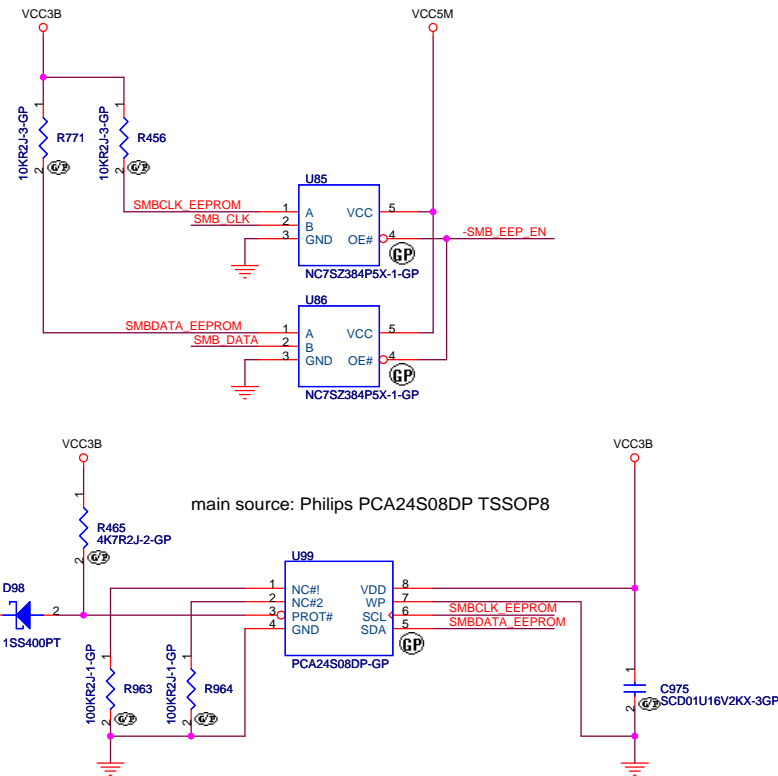 VCC3B
VCC5M
10KR2J-3-GP
1
2
R771
G/P
10KR2J-3-GP
1
2
R456
G/P
U85
SMBCLK_EEPROM
1
A
VCC
5
SMB_CLK
2
B
3
GND
OE#
4
-SMB_EEP_EN
GP
NC7SZ384P5X-1-GP
U86
SMBDATA_EEPROM
1
A
VCC
5
SMB_DATA
2
B
3
GND
OE#
4
GP
NC7SZ384P5X-1-GP
VCC3B
VCC3B
main source: Philips PCA24S08DP TSSOP8
1
R465
4K7R2J-2-GP
2
G/P
D98
2
1SS400PT
U99
1
NC#!
VDD
8
2
NC#2
WP
7
3
PROT#
SCL
6
SMBCLK_EEPROM
4
GND
SDA
5
SMBDATA_EEPROM
GP
PCA24S08DP-GP
100KR2J-1-GP
1
2
R963
G/P
100KR2J-1-GP
1
2
R964
G/P
1
C975
2
G/P
SCD01U16V2KX-3GP